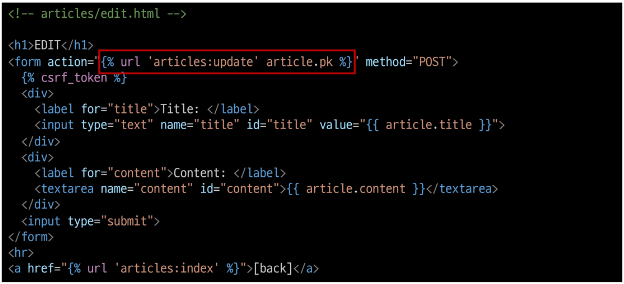 <!-- articles/edit.html -->
<h1>EDIT</h1>
<form action="{% url 'articles:update' article.pk %}" method="POST">
{% csrf_token %}
<div>
<label for="title">Title: </label>
<input type="text" name="title" id="title" value="{{ article.title }}">
</div>
<div>
<label for="content">Content: </label>
<textarea name="content" id="content">{{ article.content }}</textarea>
</div>
<input type="submit">
</form>
<hr>
<a href="{% url 'articles:index' %}">[back]</a>